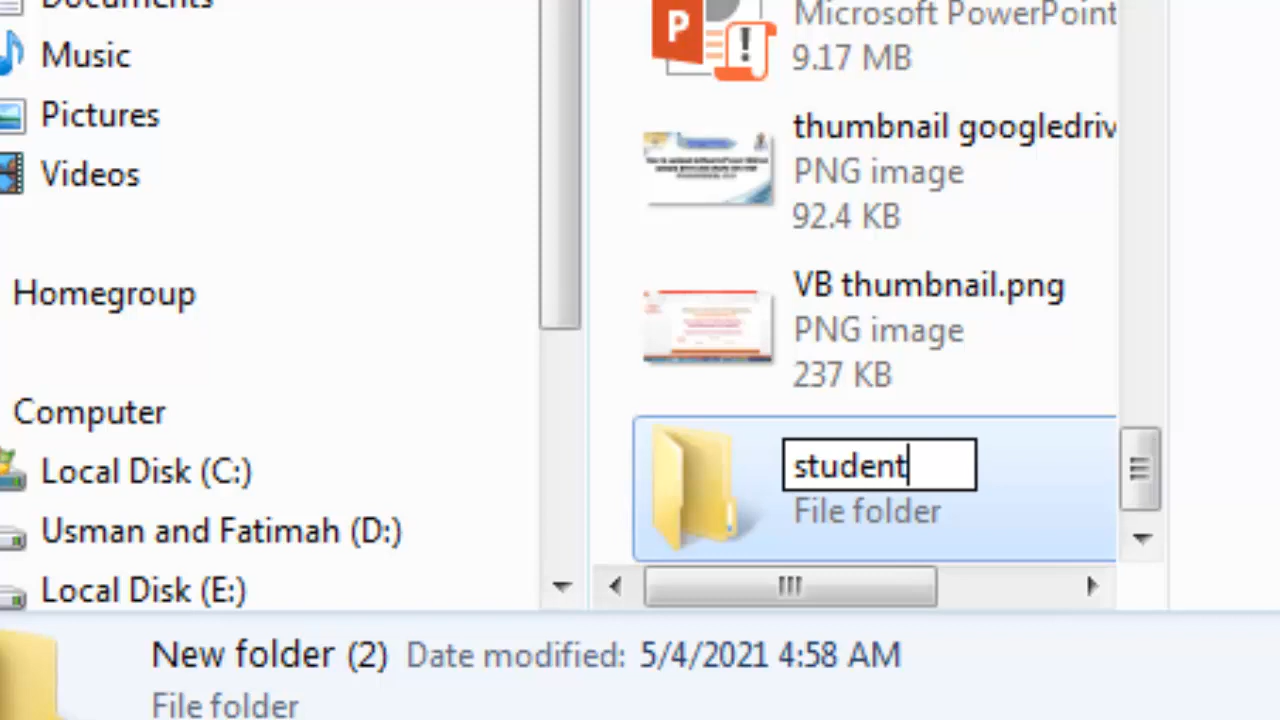 Documents
Music
Pictures
Videos
Homegroup
Computer
Local Disk (C:)
Usman and Fatimah (D:)
Local Disk (E:)
Microsoft PowerPoint
9.17 MB
thumbnail googledriv
PNG image
92.4 KB
VB thumbnail.png
PNG image
237 KB
student
File folder
New folder (2) Date modified: 5/4/2021 4:58 AM
File folder